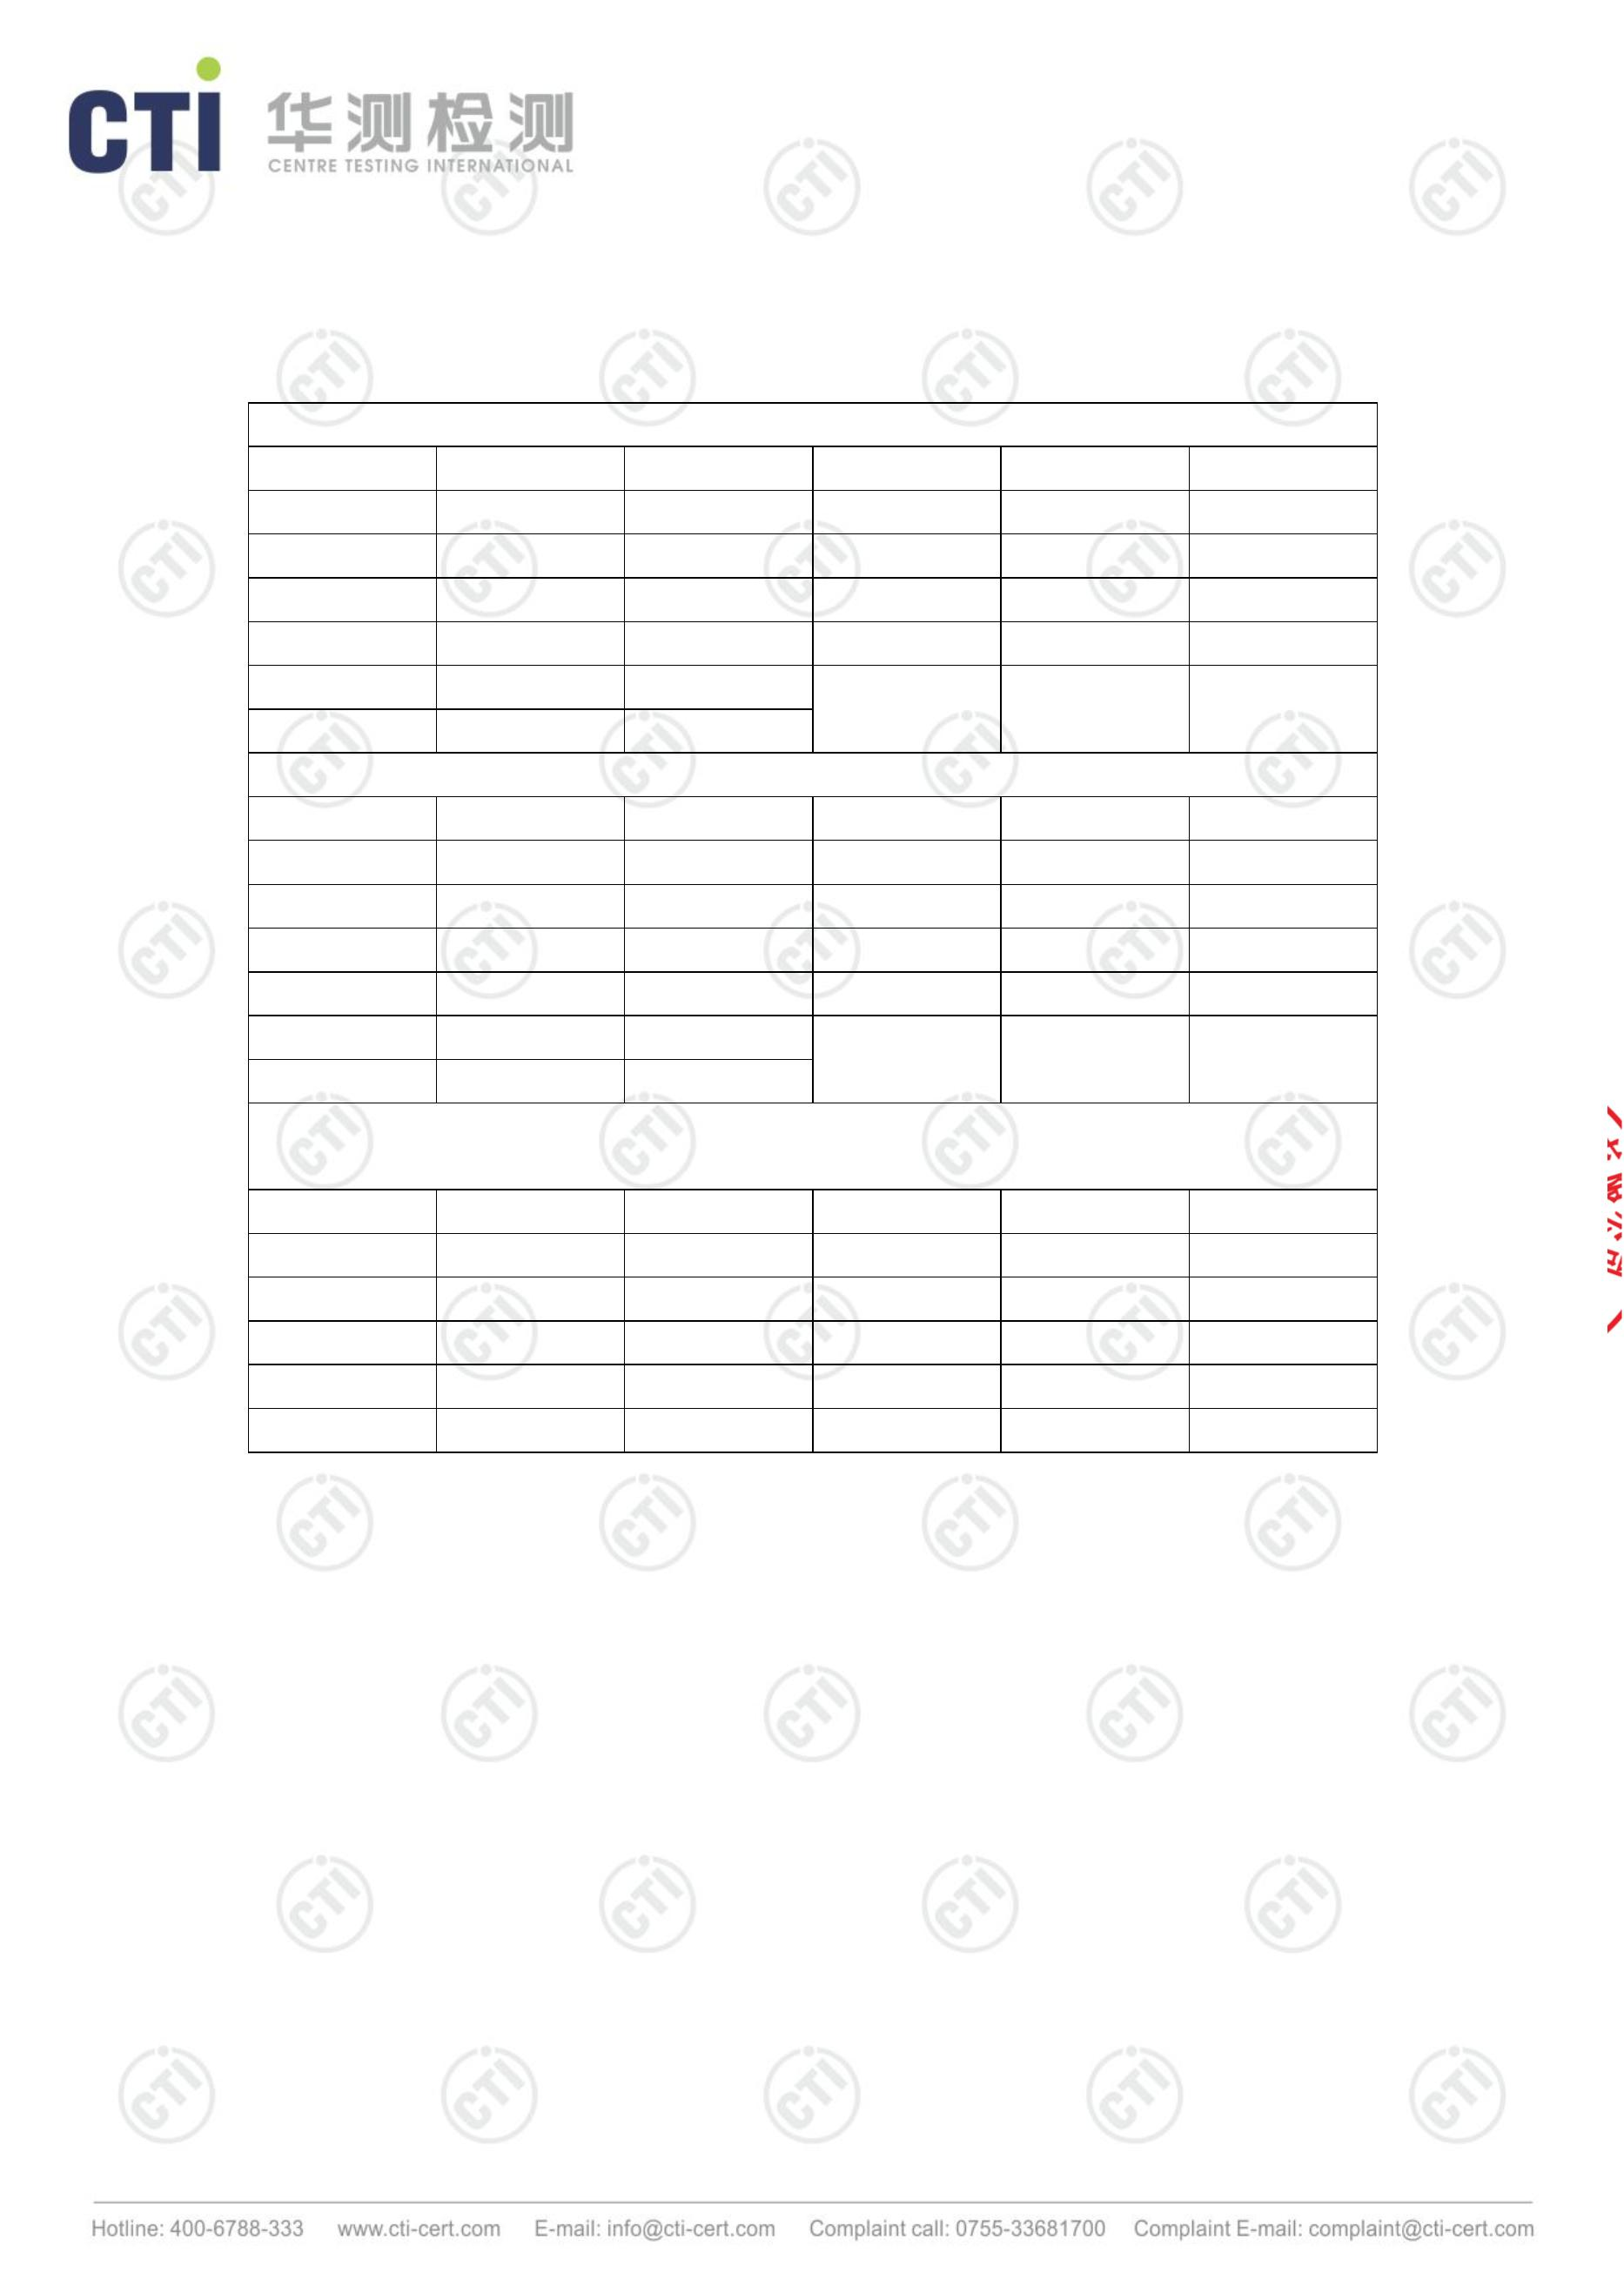 CTI 华测检测
CENTRE TESTING INTERNATIONAL
Hotline: 400-6788-333 www.cti-cert.com E-mail: info@cti-cert.com Complaint call: 0755-33681700 Complaint E-mail: complaint@cti-cert.com